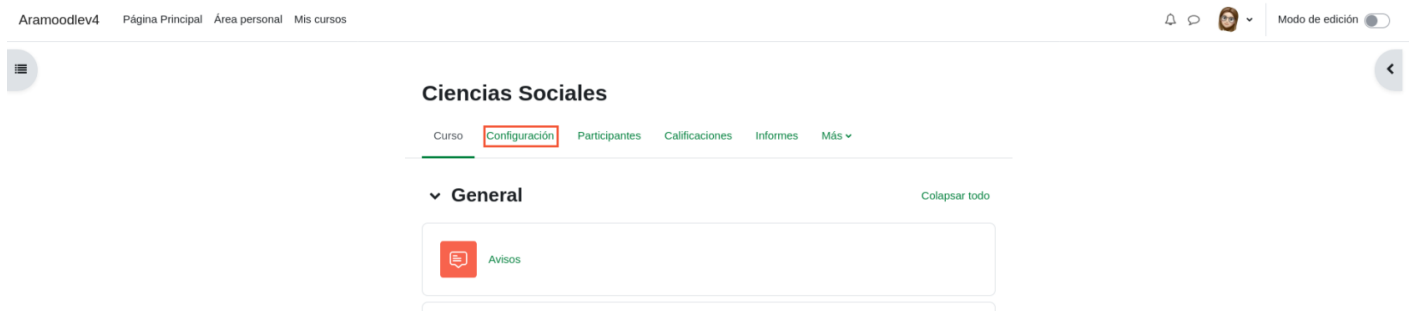 Aramoodlev4 Página Principal Área personal Mis cursos Modo de edición
Ciencias Sociales
Curso Configuración Participantes Calificaciones Informes Más
General Colapsar todo
Avisos